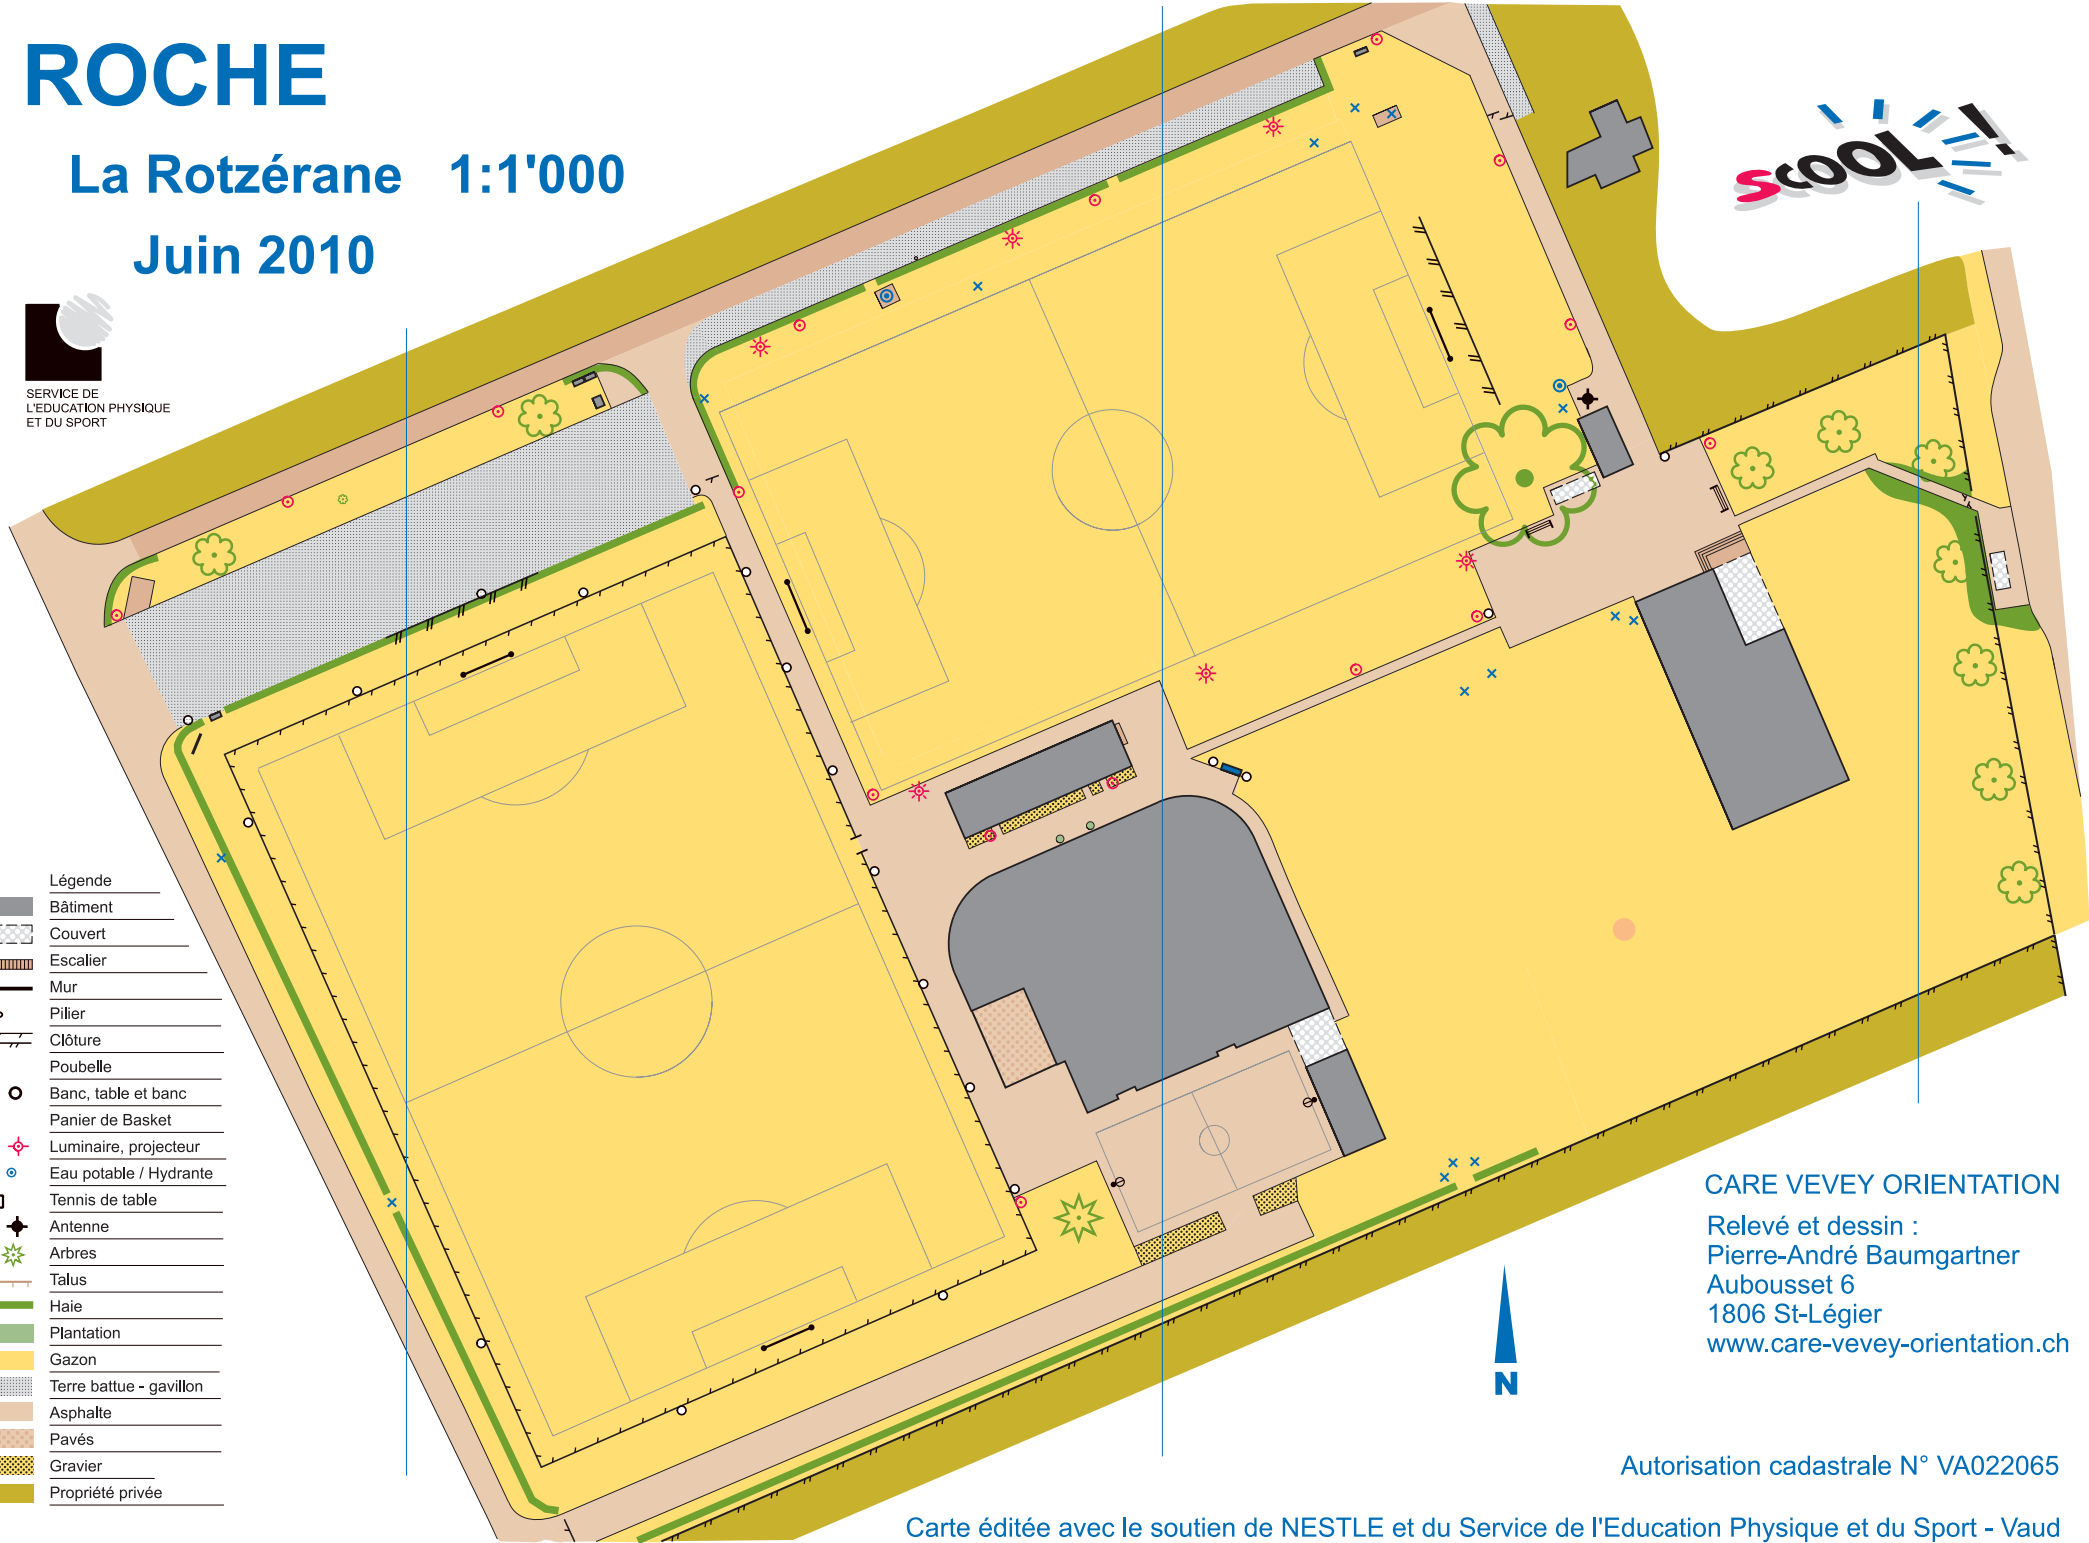 ROCHE
La Rotzérane 1:1'000
Juin 2010
SCOOL!
SERVICE DE
L'EDUCATION PHYSIQUE
ET DU SPORT
Légende
Bâtiment
Couvert
Escalier
Mur
Pilier
Clôture
Poubelle
Banc, table et banc
Panier de Basket
Luminaire, projecteur
Eau potable / Hydrante
Tennis de table
Antenne
Arbres
Talus
Haie
Plantation
Gazon
Terre battue - gavillon
Asphalte
Pavés
Gravier
Propriété privée
CARE VEVEY ORIENTATION
Relevé et dessin :
Pierre-André Baumgartner
Aubousset 6
1806 St-Légier
www.care-vevey-orientation.ch
N
Autorisation cadastrale N° VA022065
Carte éditée avec le soutien de NESTLE et du Service de l'Education Physique et du Sport - Vaud